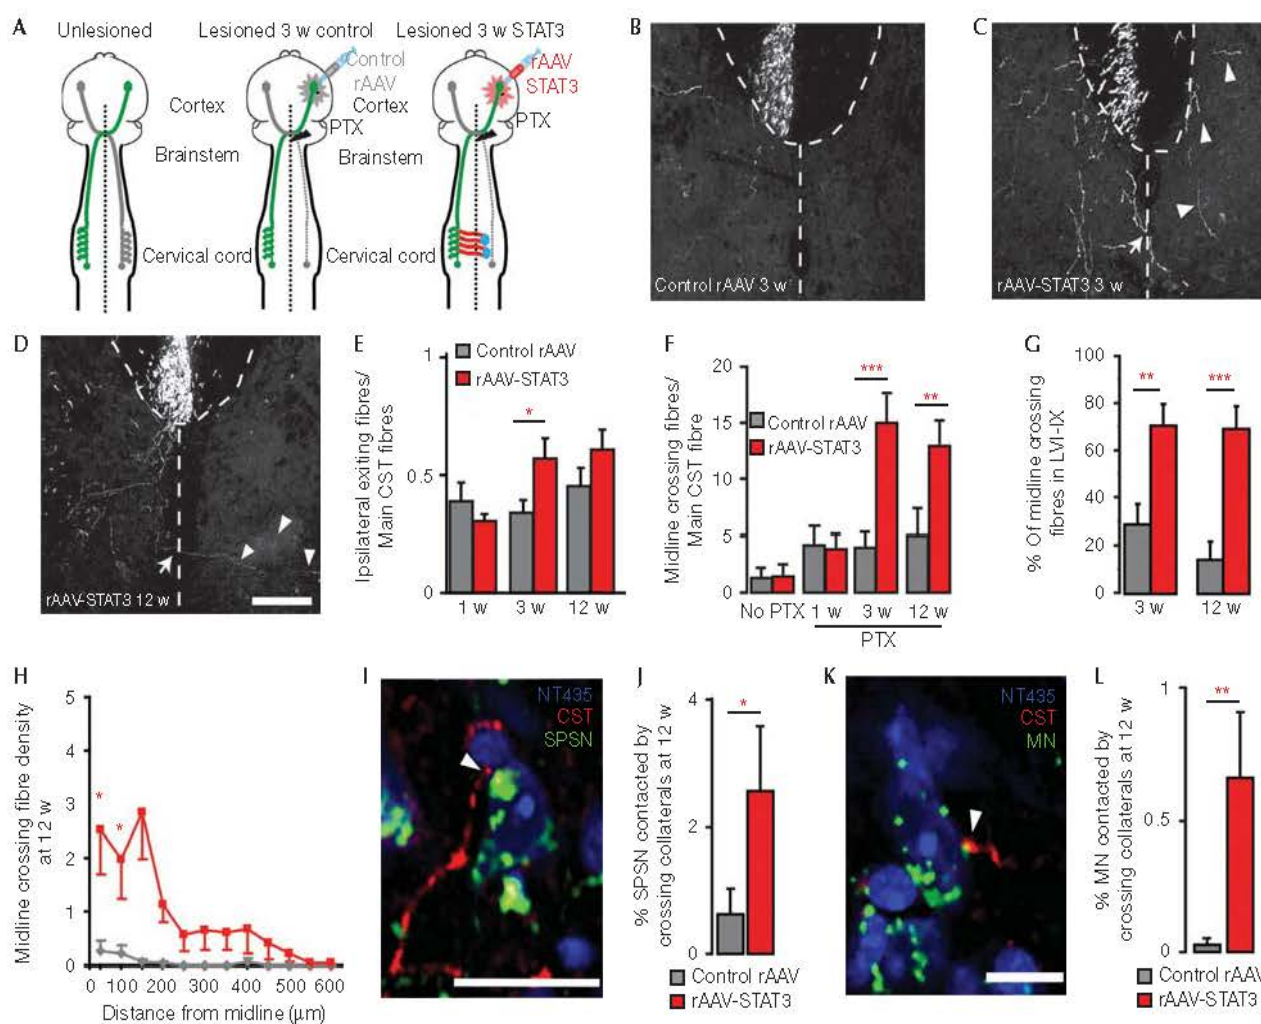 A
Unlesioned
Lesioned 3 w control
Lesioned 3 w STAT3
Control
rAAV
rAAV
STAT3
Cortex
Cortex
PTX
PTX
Brainstem
Brainstem
Cervical cord
Cervical cord
B
Control rAAV 3 w
C
rAAV-STAT3 3 w
D
rAAV-STAT3 12 w
E
Ipsilateral exiting fibres/
Main CST fibres
1
0.5
0
Control rAAV
rAAV-STAT3
*
1 w
3 w
12 w
F
Midline crossing fibres/
Main CST fibre
20
15
10
5
0
Control rAAV
rAAV-STAT3
***
**
No PTX
1 w
3 w
12 w
PTX
G
% Of midline crossing
fibres in LVI-IX
100
80
60
40
20
0
**
***
3 w
12 w
H
Midline crossing fibre density
at 12 w
5
4
3
2
1
0
*
*
0 100 200 300 400 500 600
Distance from midline (μm)
I
NT435
CST
SPSN
J
% SPSN contacted by
crossing collaterals at 12 w
4
2
0
*
Control rAAV
rAAV-STAT3
K
NT435
CST
MN
L
% MN contacted by
crossing collaterals at 12 w
1
0.5
0
**
Control rAAV
rAAV-STAT3